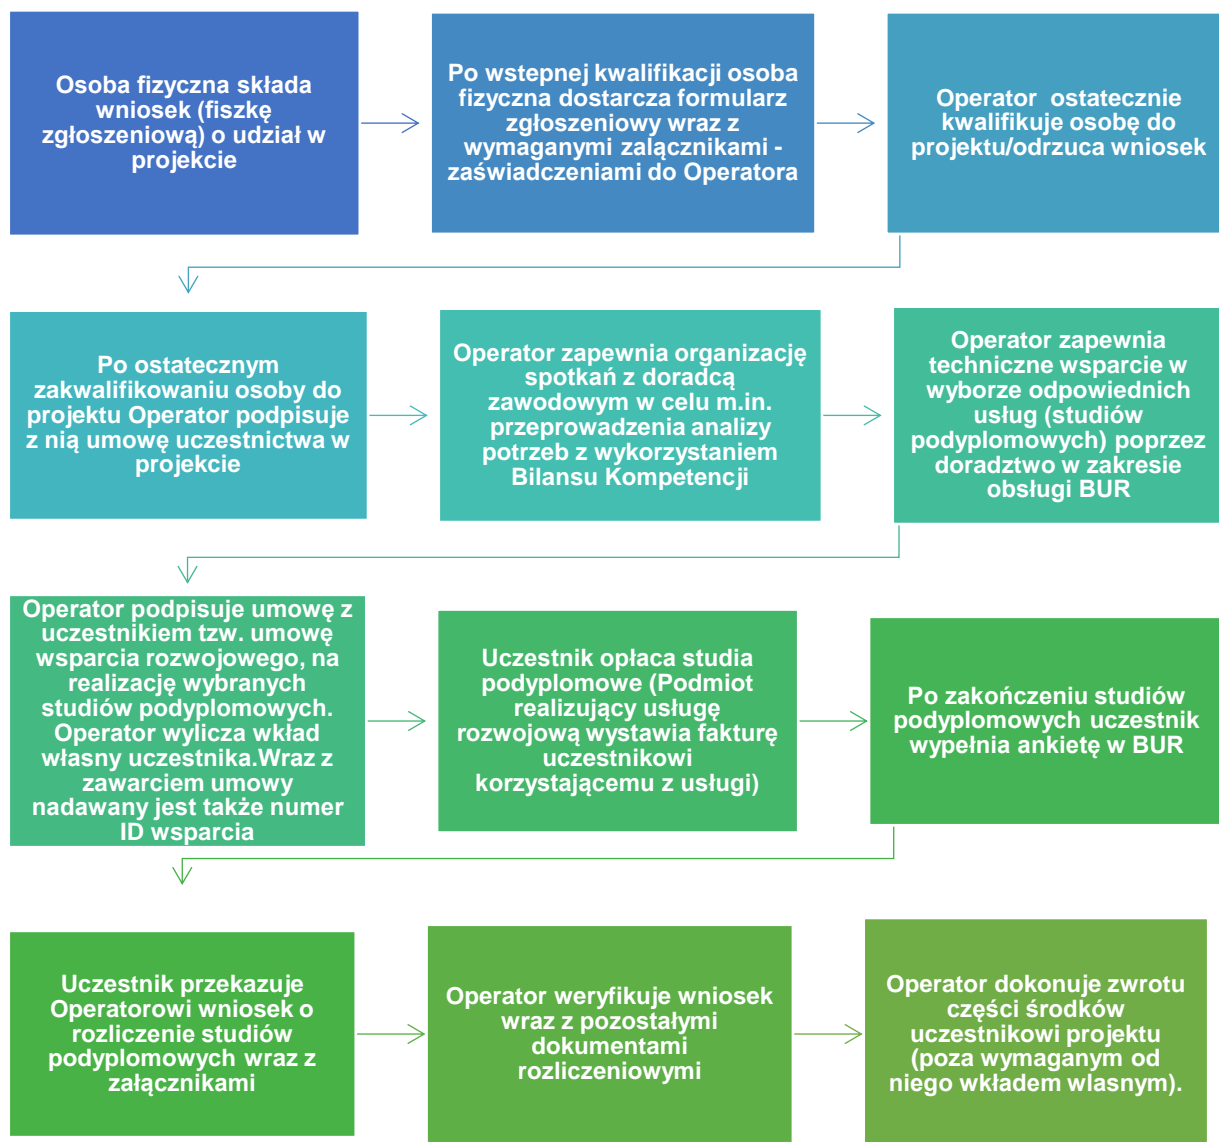 Osoba fizyczna składa
wniosek (fiszkę
zgłoszeniową) o udział w
projekcie
Po wstepnej kwalifikacji osoba
fizyczna dostarcza formularz
zgłoszeniowy wraz z
wymaganymi zalącznikami -
zaświadczeniami do Operatora
Operator ostatecznie
kwalifikuje osobę do
projektu/odrzuca wniosek
Po ostatecznym
zakwalifikowaniu osoby do
projektu Operator podpisuje
z nią umowę uczestnictwa w
projekcie
Operator zapewnia organizację
spotkań z doradcą
zawodowym w celu m.in.
przeprowadzenia analizy
potrzeb z wykorzystaniem
Bilansu Kompetencji
Operator zapewnia
techniczne wsparcie w
wyborze odpowiednich
usług (studiów
podyplomowych) poprzez
doradztwo w zakresie
obsługi BUR
Operator podpisuje umowę z
uczestnikiem tzw. umowę
wsparcia rozwojowego, na
realizację wybranych
studiów podyplomowych.
Operator wylicza wkład
własny uczestnika.Wraz z
zawarciem umowy
nadawany jest także numer
ID wsparcia
Uczestnik opłaca studia
podyplomowe (Podmiot
realizujący usługę
rozwojową wystawia fakturę
uczestnikowi
korzystającemu z usługi)
Po zakończeniu studiów
podyplomowych uczestnik
wypełnia ankietę w BUR
Uczestnik przekazuje
Operatorowi wniosek o
rozliczenie studiów
podyplomowych wraz z
załącznikami
Operator weryfikuje wniosek
wraz z pozostałymi
dokumentami
rozliczeniowymi
Operator dokonuje zwrotu
części środków
uczestnikowi projektu
(poza wymaganym od
niego wkładem wlasnym).